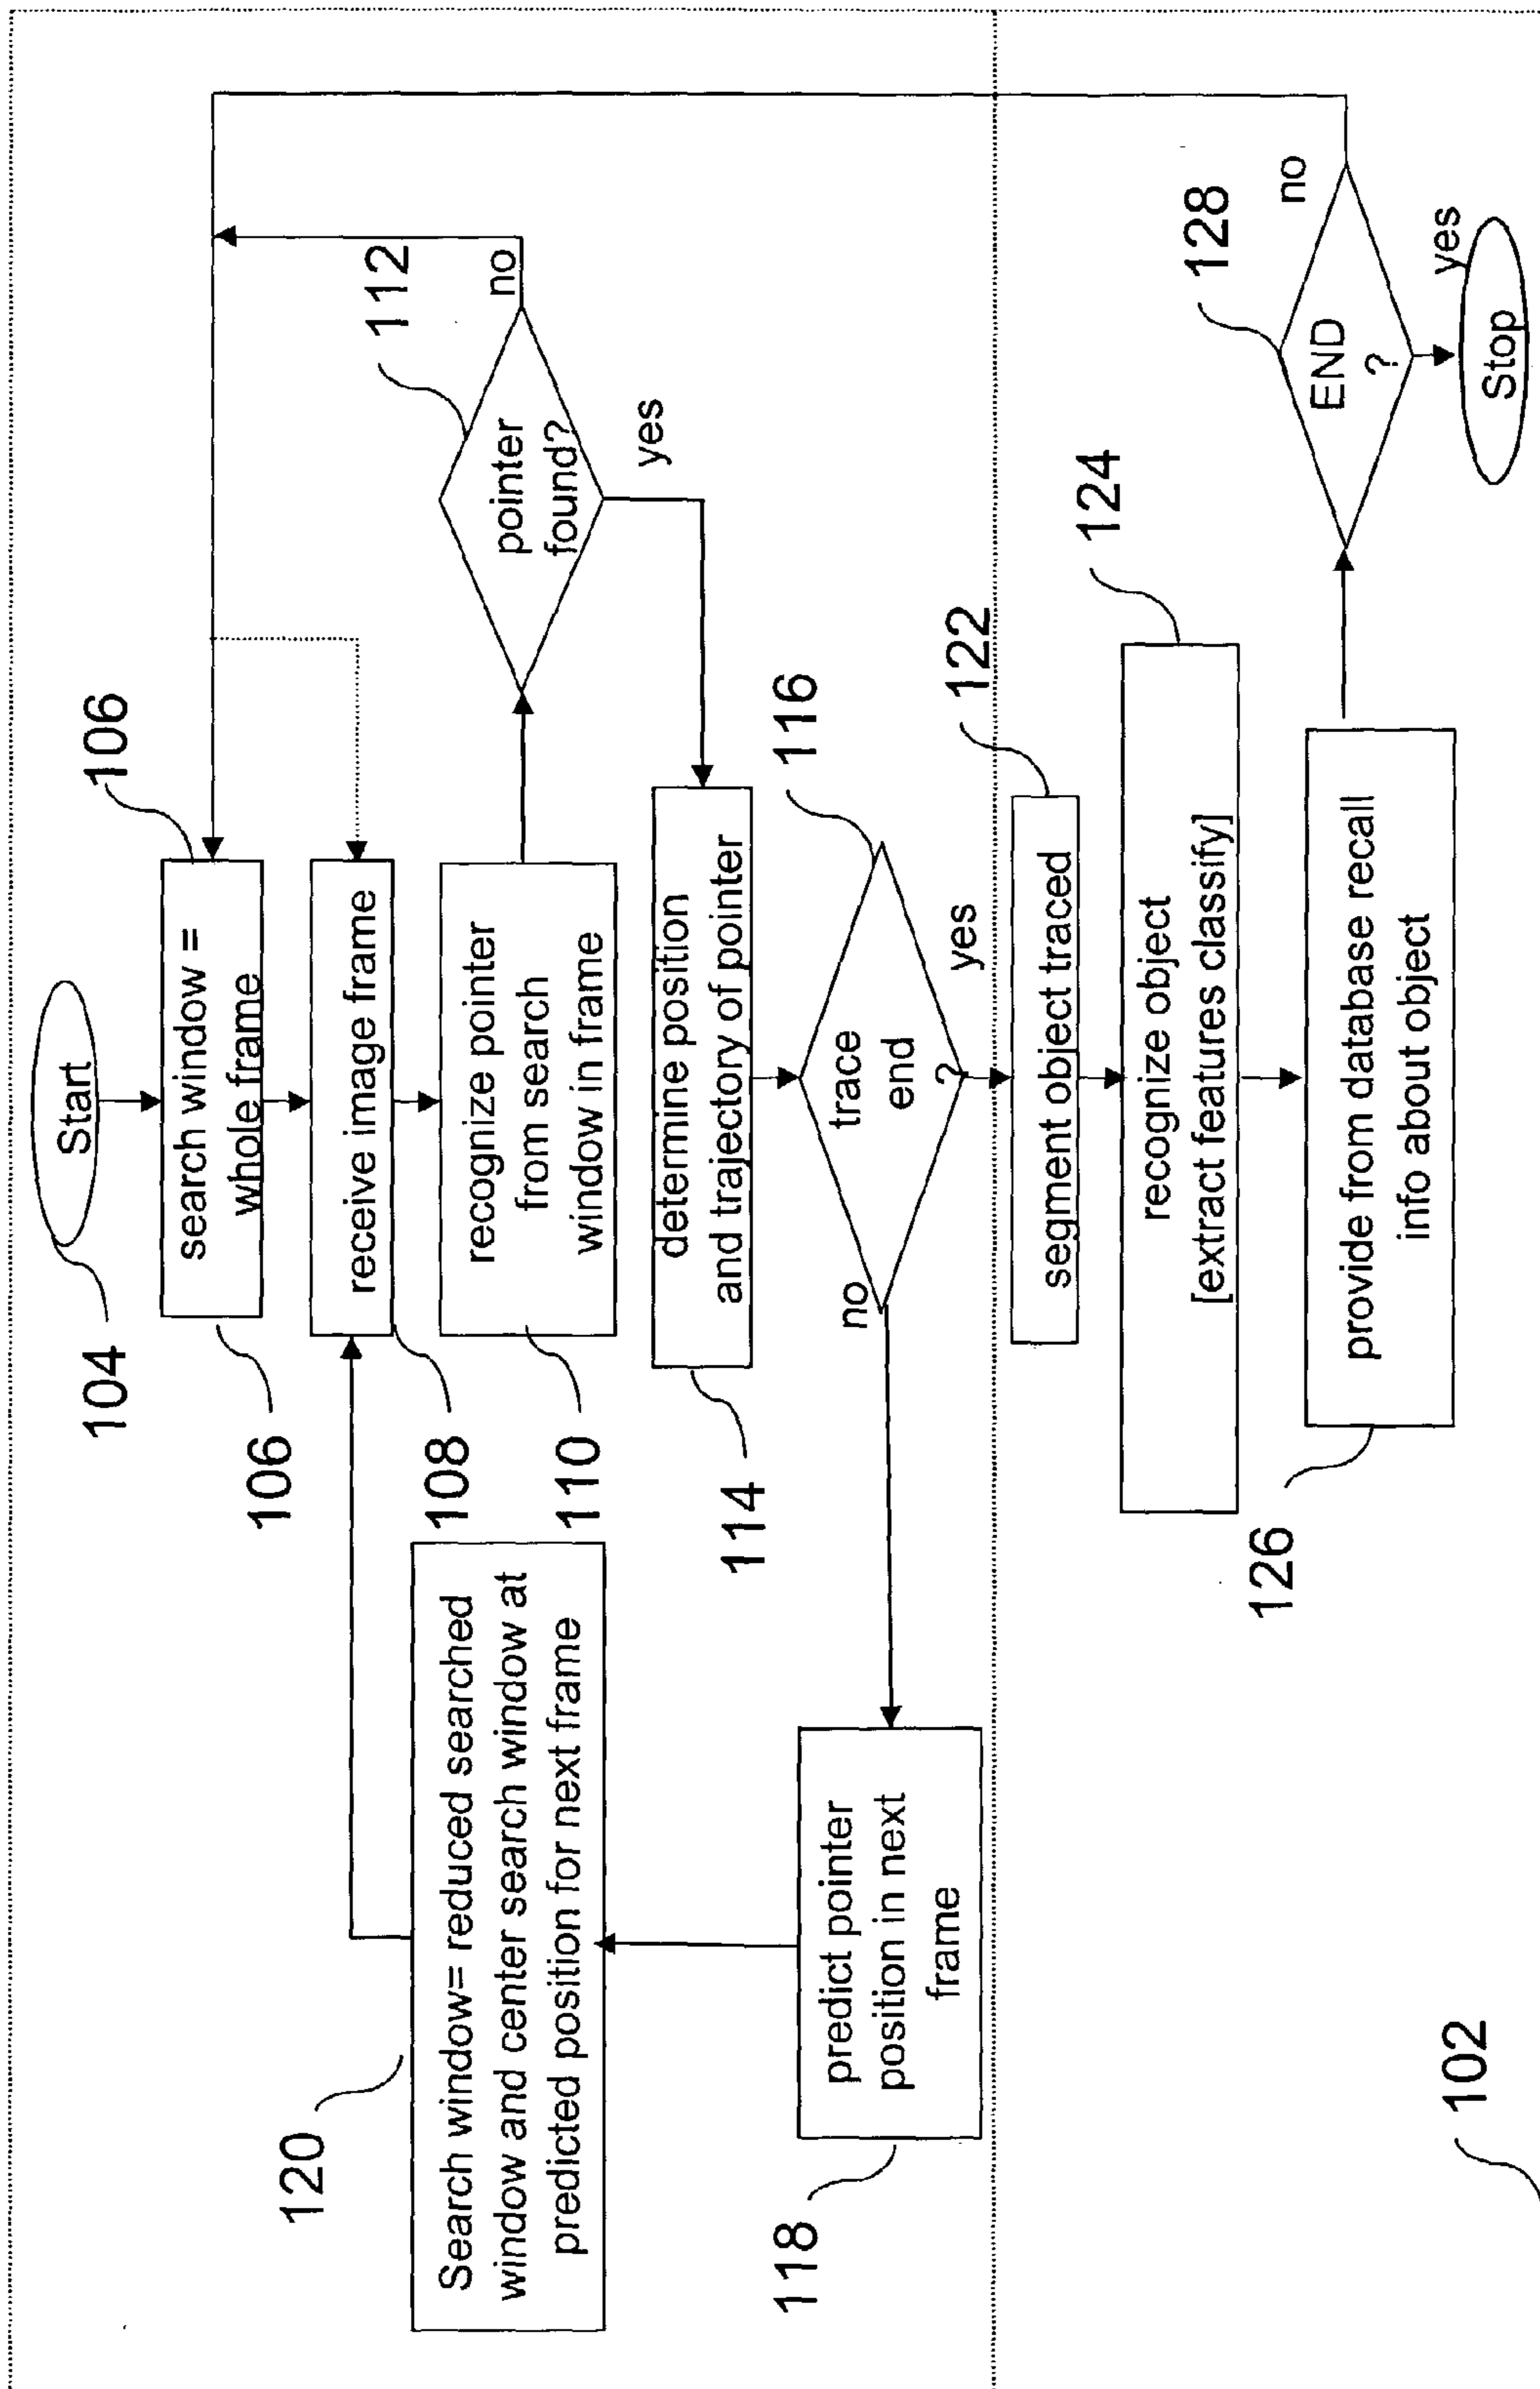 Start
104
106
search window =
whole frame
106
receive image frame
108
recognize pointer
from search
window in frame
110
112
pointer
found?
no
yes
determine position
and trajectory of pointer
114
116
trace
end
?
no
yes
120
Search window= reduced searched
window and center search window at
predicted position for next frame
predict pointer
position in next
frame
118
122
segment object traced
124
recognize object
[extract features classify]
provide from database recall
info about object
126
128
END
?
no
yes
Stop
102